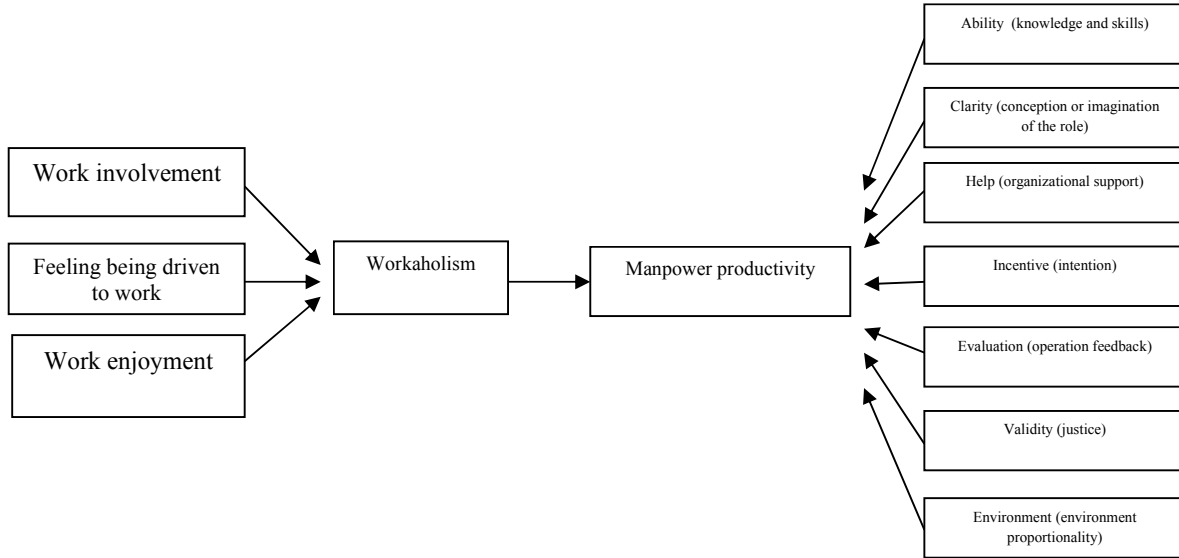 Work involvement
Feeling being driven
to work
Work enjoyment
Workaholism
Manpower productivity
Ability  (knowledge and skills)
Clarity (conception or imagination
of the role)
Help (organizational support)
Incentive (intention)
Evaluation (operation feedback)
Validity (justice)
Environment (environment
proportionality)